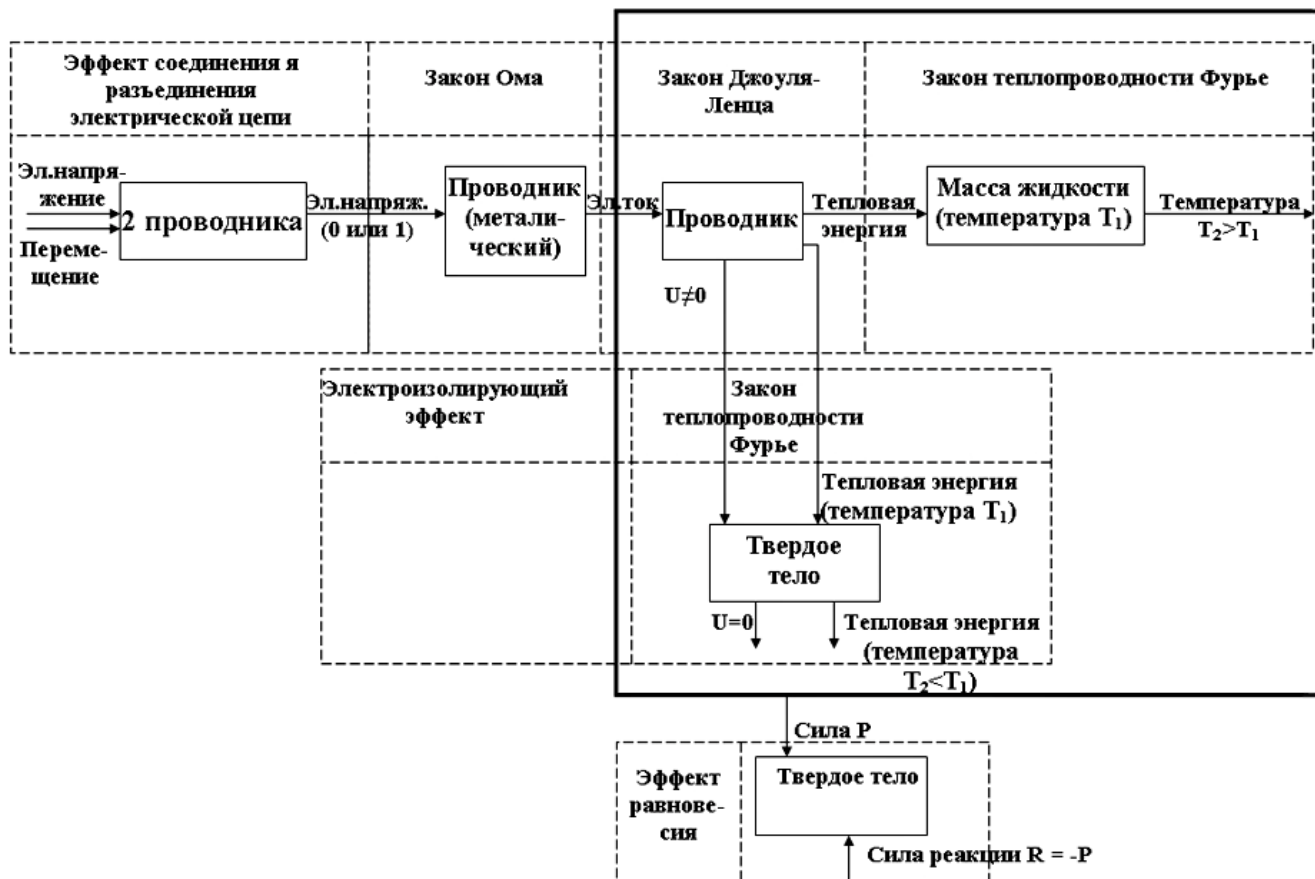 Эффект соединения я
разъединения
электрической цепи
Закон Ома
Закон Джоуля-
Ленца
Закон теплопроводности Фурье
Эл.напря-
жение
Переме-
щение
2 проводника
Эл.напряж.
(0 или 1)
Проводник
(метали-
ческий)
Эл.ток
Проводник
U≠0
Тепловая
энергия
Масса жидкости
(температура T₁)
Температура
T₂>T₁
Электроизолирующий
эффект
Закон
теплопроводности
Фурье
Тепловая энергия
(температура T₁)
Твердое
тело
U=0
Тепловая энергия
(температура
T₂<T₁)
Сила P
Эффект
равнове-
сия
Твердое тело
Сила реакции R = -P